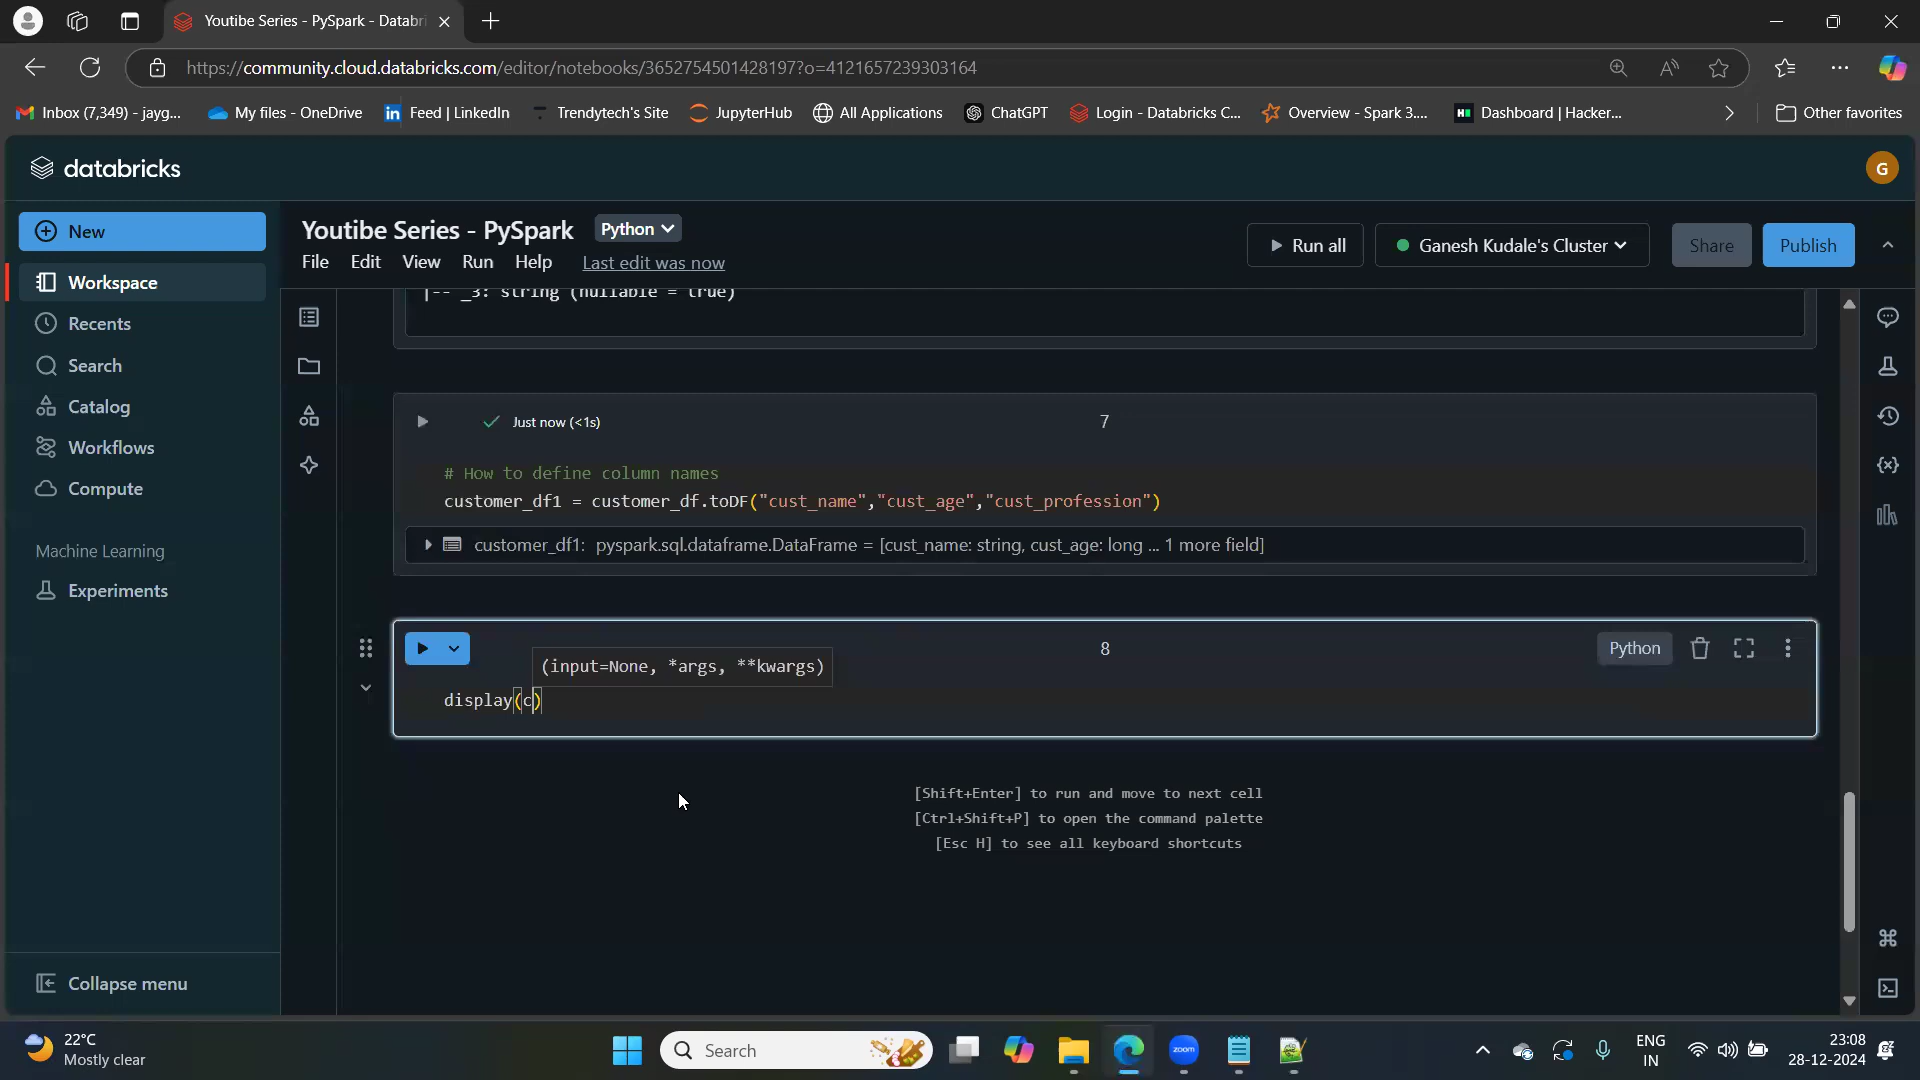 Youtibe Series - PySpark - Databr
https://community.cloud.databricks.com/editor/notebooks/3652754501428197?o=4121657239303164
Inbox (7,349) - jayg... My files - OneDrive Feed | LinkedIn Trendytech's Site JupyterHub All Applications ChatGPT Login - Databricks C... Overview - Spark 3.... Dashboard | Hacker... Other favorites
databricks
G
New
Workspace
Recents
Search
Catalog
Workflows
Compute
Machine Learning
Experiments
Collapse menu
Youtibe Series - PySpark Python
File Edit View Run Help Last edit was now
Run all Ganesh Kudale's Cluster Share Publish
|-- _3: string (nullable = true)
Just now (<1s) 7
# How to define column names
customer_df1 = customer_df.toDF("cust_name","cust_age","cust_profession")
customer_df1: pyspark.sql.dataframe.DataFrame = [cust_name: string, cust_age: long ... 1 more field]
8 Python
(input=None, *args, **kwargs)
display(c)
[Shift+Enter] to run and move to next cell
[Ctrl+Shift+P] to open the command palette
[Esc H] to see all keyboard shortcuts
22°C
Mostly clear
Search
zoom
ENG
IN
23:08
28-12-2024